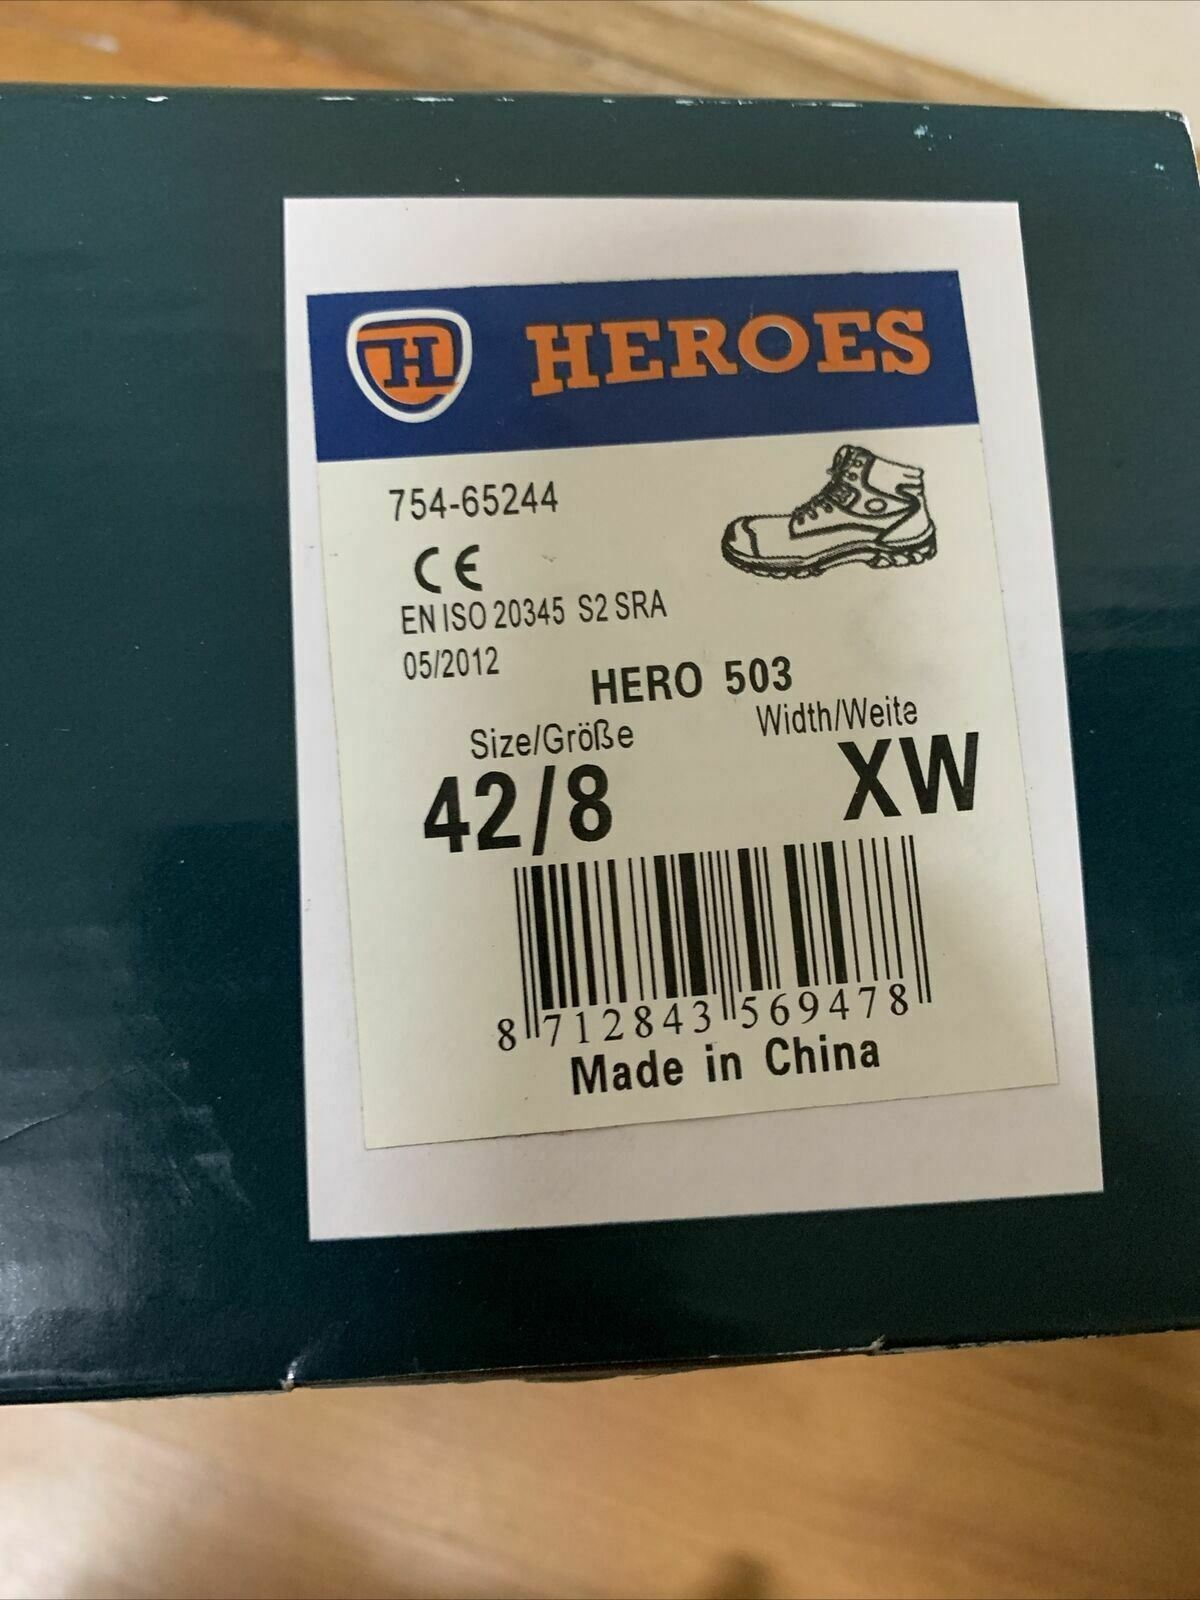 H HEROES
754-65244
CE
EN ISO 20345 S2 SRA
05/2012
HERO 503
Size/Größe Width/Weite
42/8 XW
8 712843 569478
Made in China